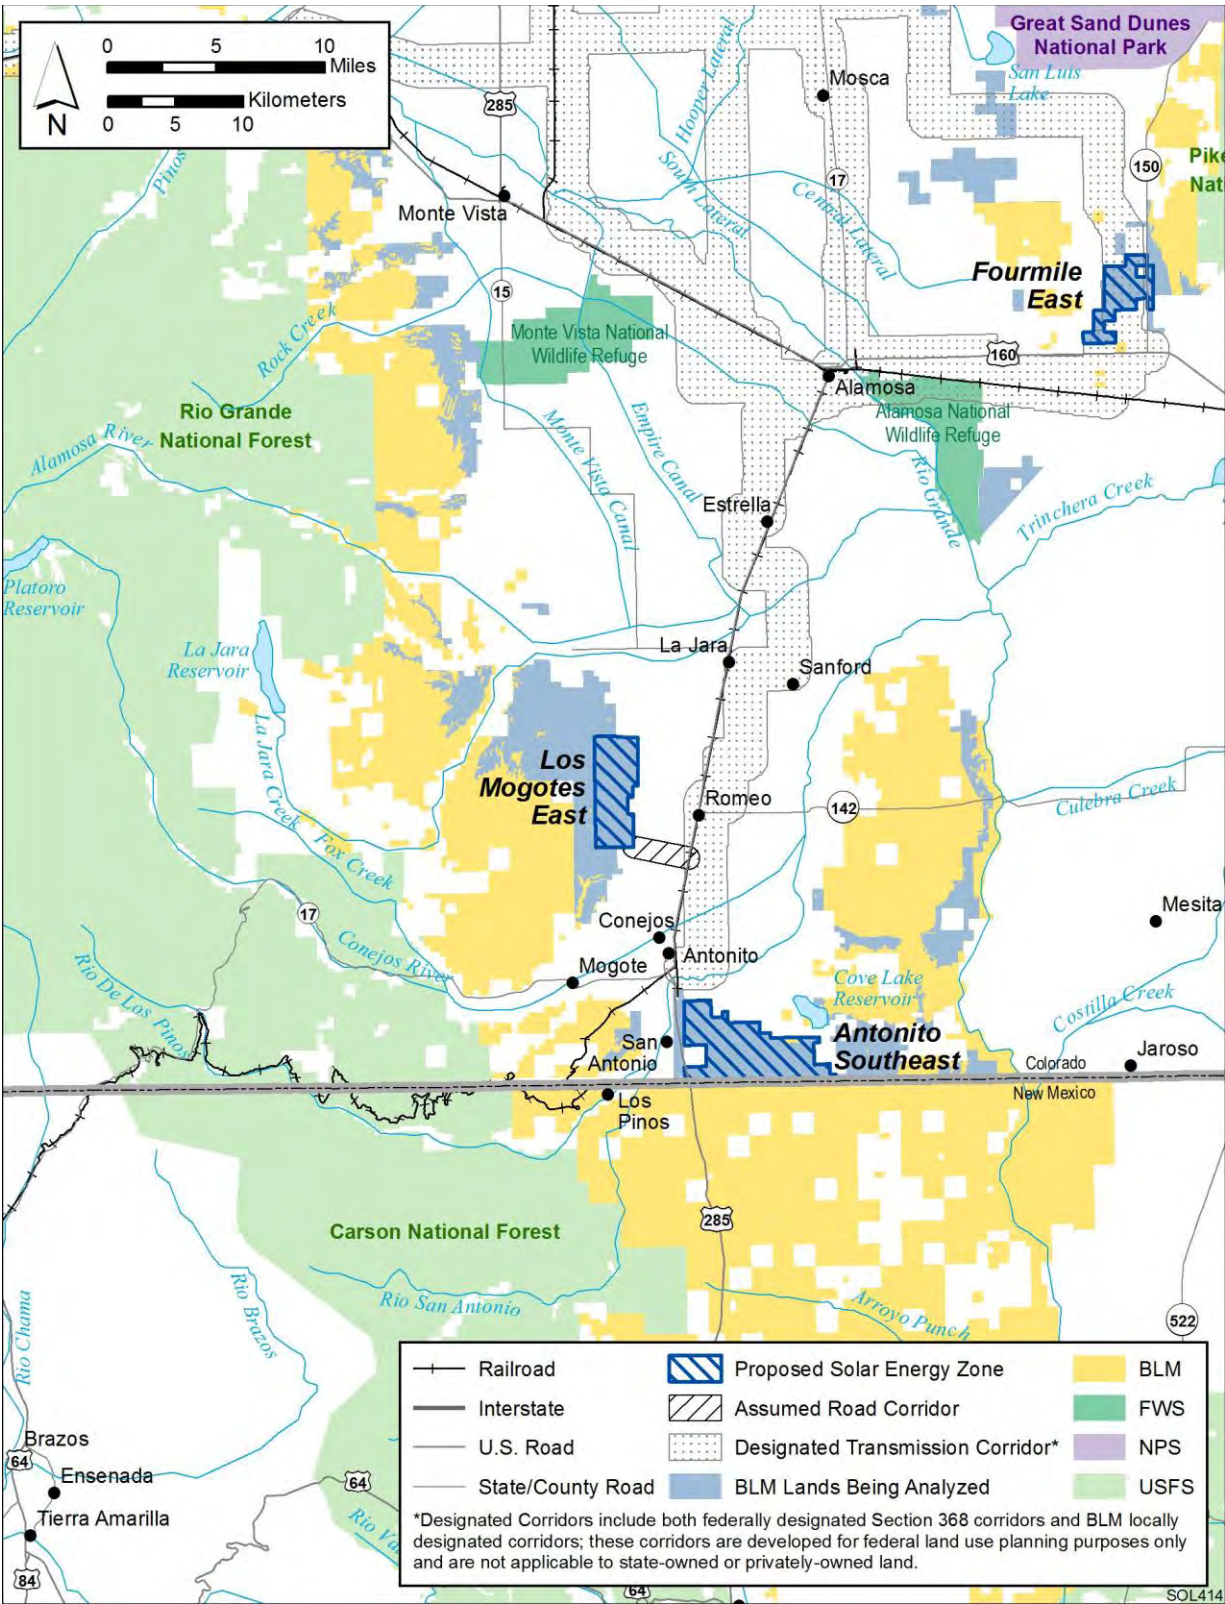 Great Sand Dunes
National Park
0 5 10
Miles
Kilometers
0 5 10
N
285
Hooper Lateral
Mosca
San Luis
Lake
Pinos
South Lateral
17
Central Lateral
150
Pike
Nat
Monte Vista
Fourmile
East
15
Rock Creek
Monte Vista National
Wildlife Refuge
160
Alamosa
Rio Grande
National Forest
Alamosa National
Wildlife Refuge
Alamosa River
Monte Vista Canal
Empire Canal
Rio Grande
Trinchera Creek
Estrella
Platoro
Reservoir
La Jara
Reservoir
La Jara
Sanford
La Jara Creek
Los
Mogotes
East
Romeo
142
Culebra Creek
Fox Creek
17
Conejos
Mesita
Conejos River
Mogote
Antonito
Rio De Los Pinos
Cove Lake
Reservoir
Costilla Creek
San
Antonio
Antonito
Southeast
Colorado
Jaroso
New Mexico
Los
Pinos
Carson National Forest
285
Rio Chama
Rio Brazos
Rio San Antonio
Arroyo Punch
522
Railroad
Proposed Solar Energy Zone
BLM
Interstate
Assumed Road Corridor
FWS
U.S. Road
Designated Transmission Corridor*
NPS
State/County Road
BLM Lands Being Analyzed
USFS
*Designated Corridors include both federally designated Section 368 corridors and BLM locally
designated corridors; these corridors are developed for federal land use planning purposes only
and are not applicable to state-owned or privately-owned land.
Brazos
64
Ensenada
64
Tierra Amarilla
Rio Va
84
64
SOL414